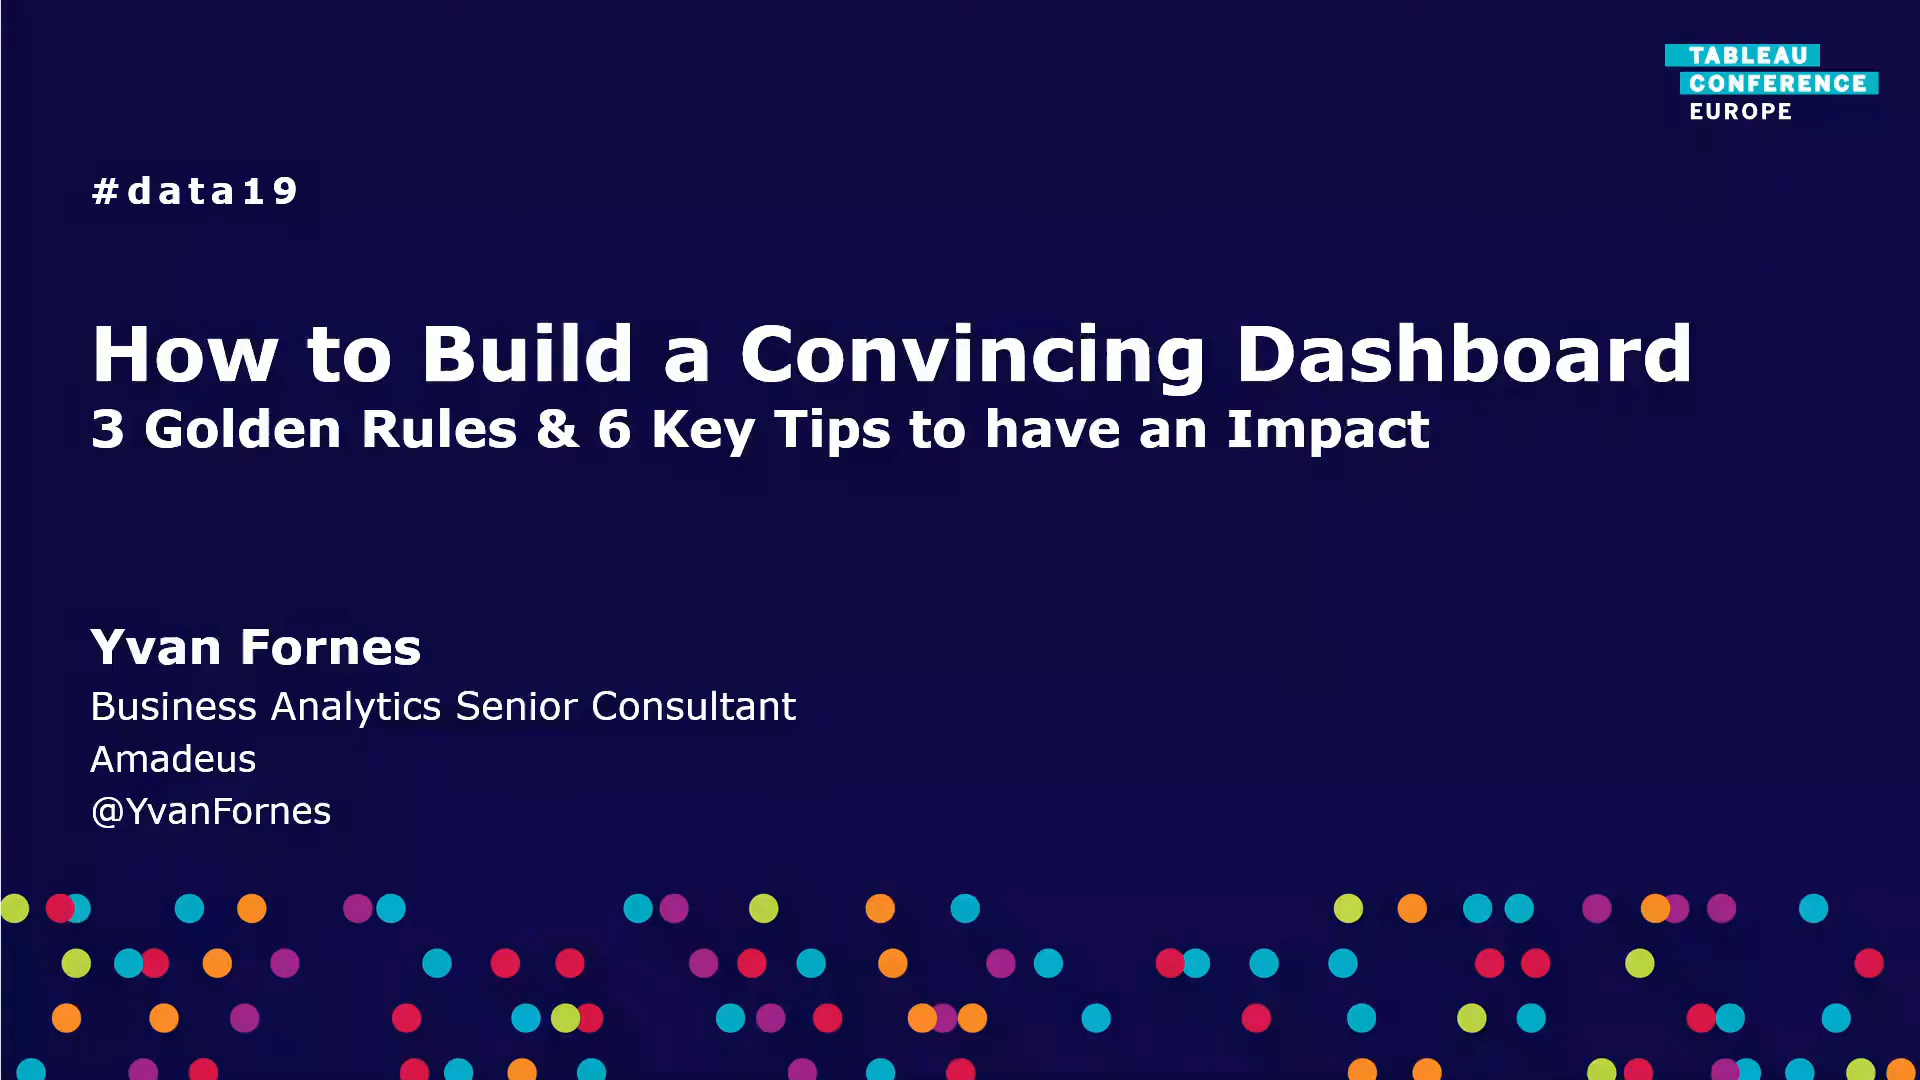 TABLEAU
CONFERENCE
EUROPE
#data19
How to Build a Convincing Dashboard
3 Golden Rules & 6 Key Tips to have an Impact
Yvan Fornes
Business Analytics Senior Consultant
Amadeus
@YvanFornes